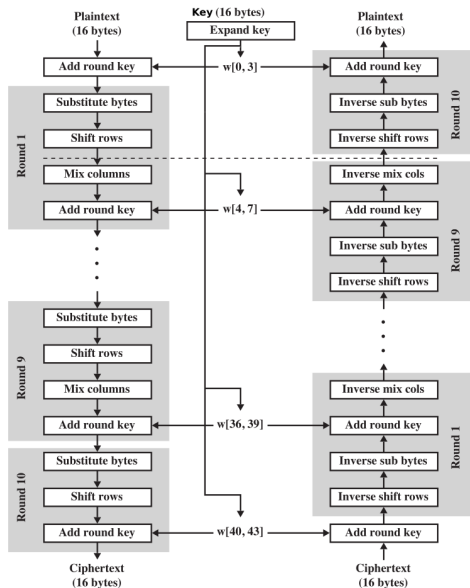 Plaintext
(16 bytes)
Add round key
Substitute bytes
Shift rows
Mix columns
Add round key
Round 1
Substitute bytes
Shift rows
Mix columns
Add round key
Round 9
Substitute bytes
Shift rows
Add round key
Round 10
Ciphertext
(16 bytes)
Key (16 bytes)
Expand key
w[0, 3]
w[4, 7]
w[36, 39]
w[40, 43]
Plaintext
(16 bytes)
Add round key
Inverse sub bytes
Inverse shift rows
Round 10
Inverse mix cols
Add round key
Inverse sub bytes
Inverse shift rows
Round 9
Inverse mix cols
Add round key
Inverse sub bytes
Inverse shift rows
Round 1
Add round key
Ciphertext
(16 bytes)